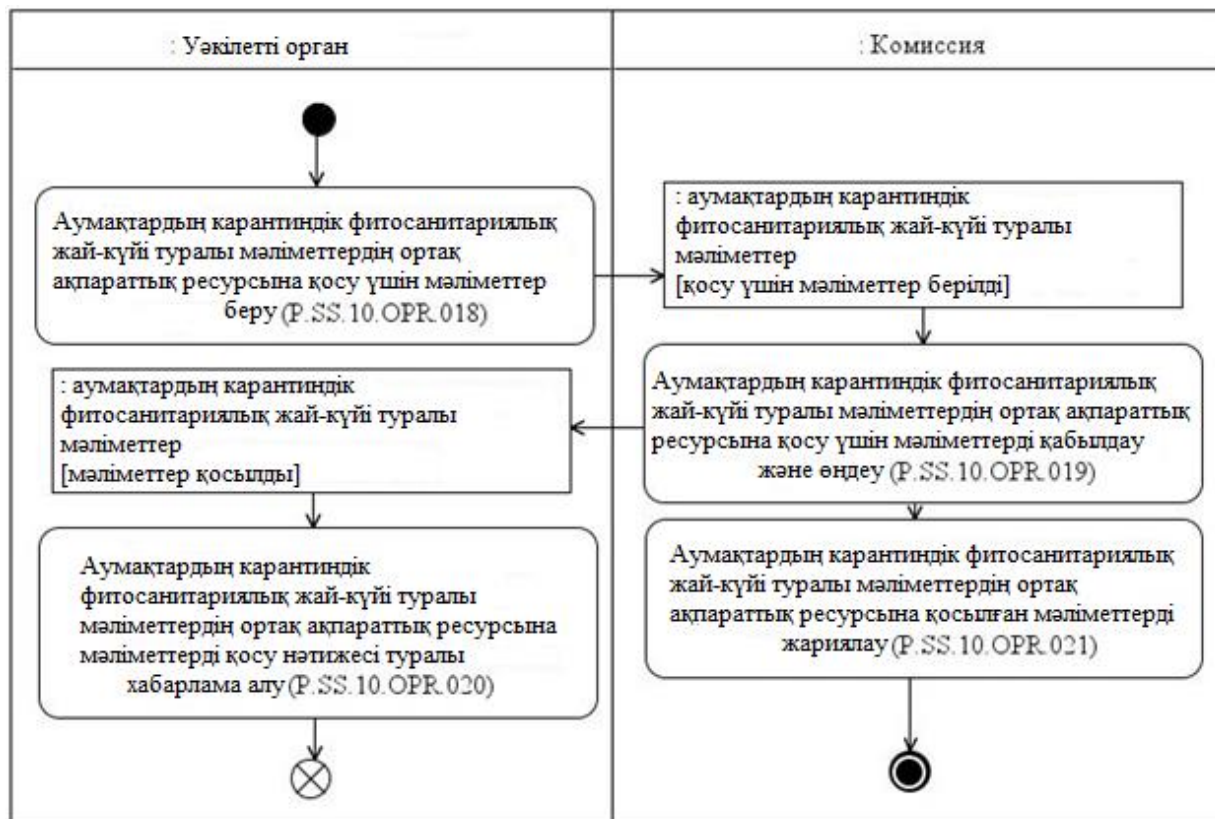 : Уәкілетті орган
: Комиссия
Аумақтардың карантиндік фитосанитариялық
жай-күйі туралы мәліметтердің ортақ
ақпараттық ресурсына қосу үшін мәліметтер
беру (P.SS.10.OPR.018)
: аумақтардың карантиндік
фитосанитариялық жай-күйі туралы
мәліметтер
[қосу үшін мәліметтер берілді]
Аумақтардың карантиндік фитосанитариялық
жай-күйі туралы мәліметтердің ортақ ақпараттық
ресурсына қосу үшін мәліметтерді қабылдау
және өңдеу (P.SS.10.OPR.019)
: аумақтардың карантиндік
фитосанитариялық жай-күйі туралы
мәліметтер
[мәліметтер қосылды]
Аумақтардың карантиндік
фитосанитариялық жай-күйі туралы
мәліметтердің ортақ ақпараттық ресурсына
мәліметтерді қосу нәтижесі туралы
хабарлама алу (P.SS.10.OPR.020)
Аумақтардың карантиндік фитосанитариялық
жай-күйі туралы мәліметтердің ортақ
ақпараттық ресурсына қосылған мәліметтерді
жариялау (P.SS.10.OPR.021)